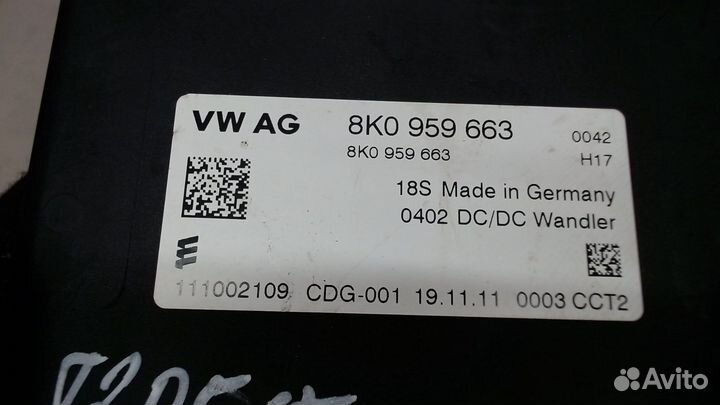 VW AG 8K0 959 663 0042
8K0 959 663 H17
18S Made in Germany
0402 DC/DC Wandler
111002109 CDG-001 19.11.11 0003 CCT2
Avito